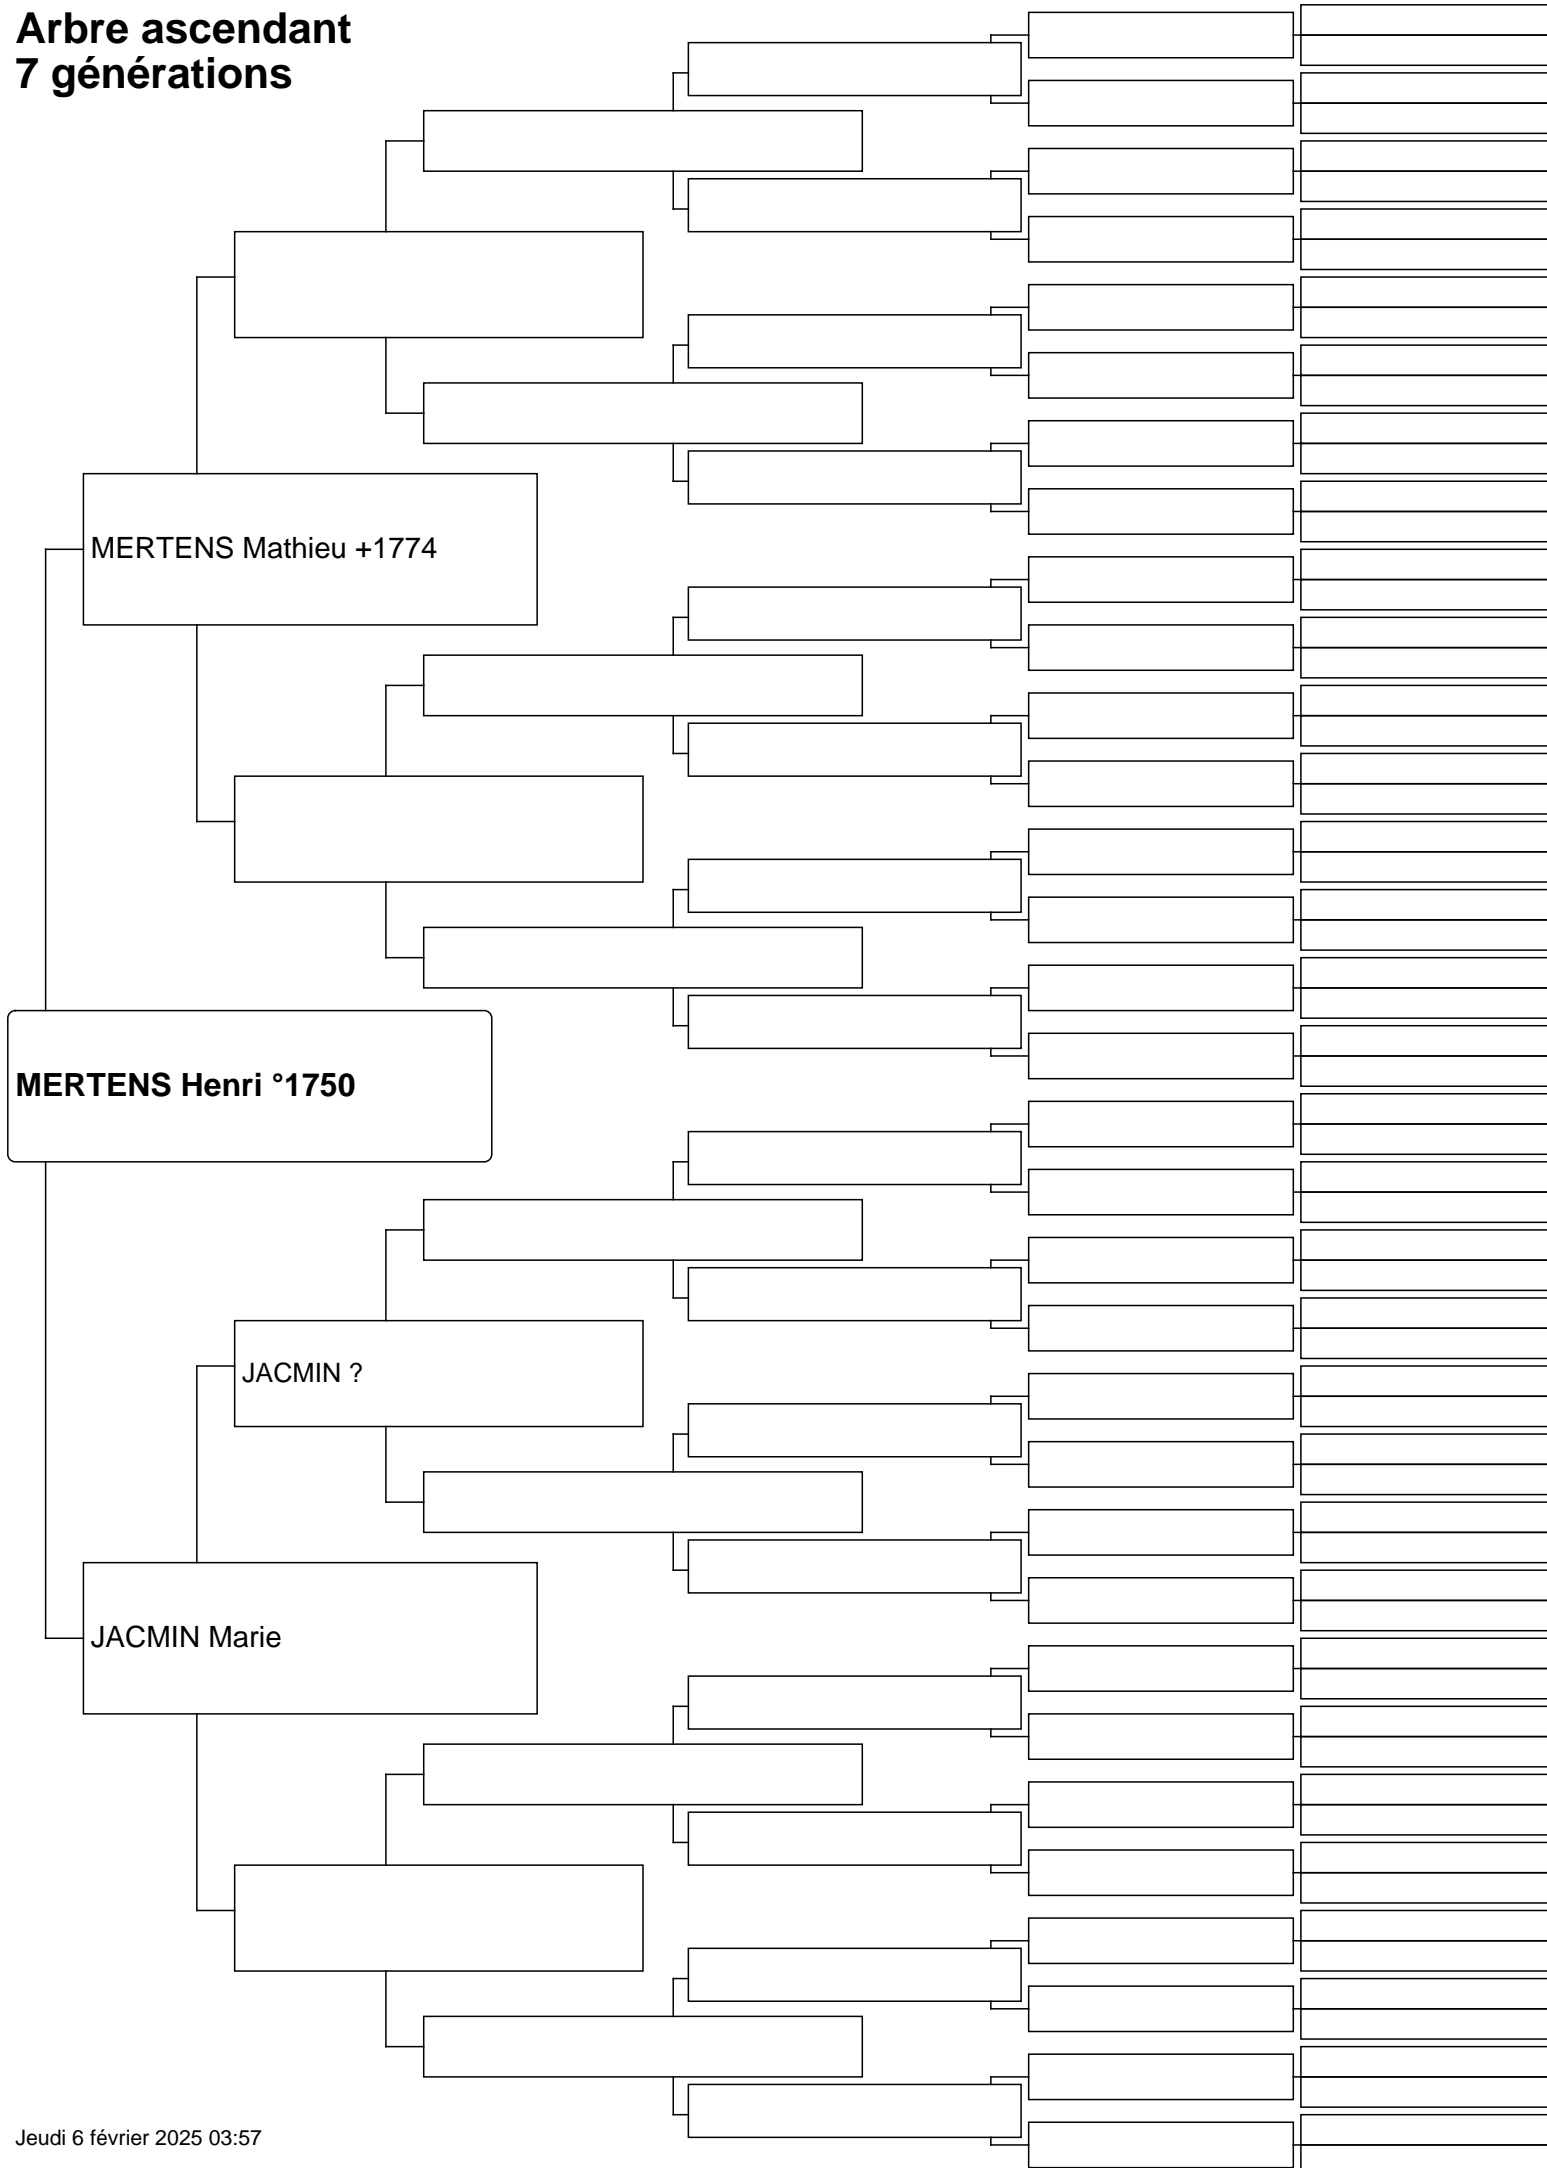 Arbre ascendant
7 générations
MERTENS Mathieu +1774
MERTENS Henri °1750
JACMIN ?
JACMIN Marie
Jeudi 6 février 2025 03:57